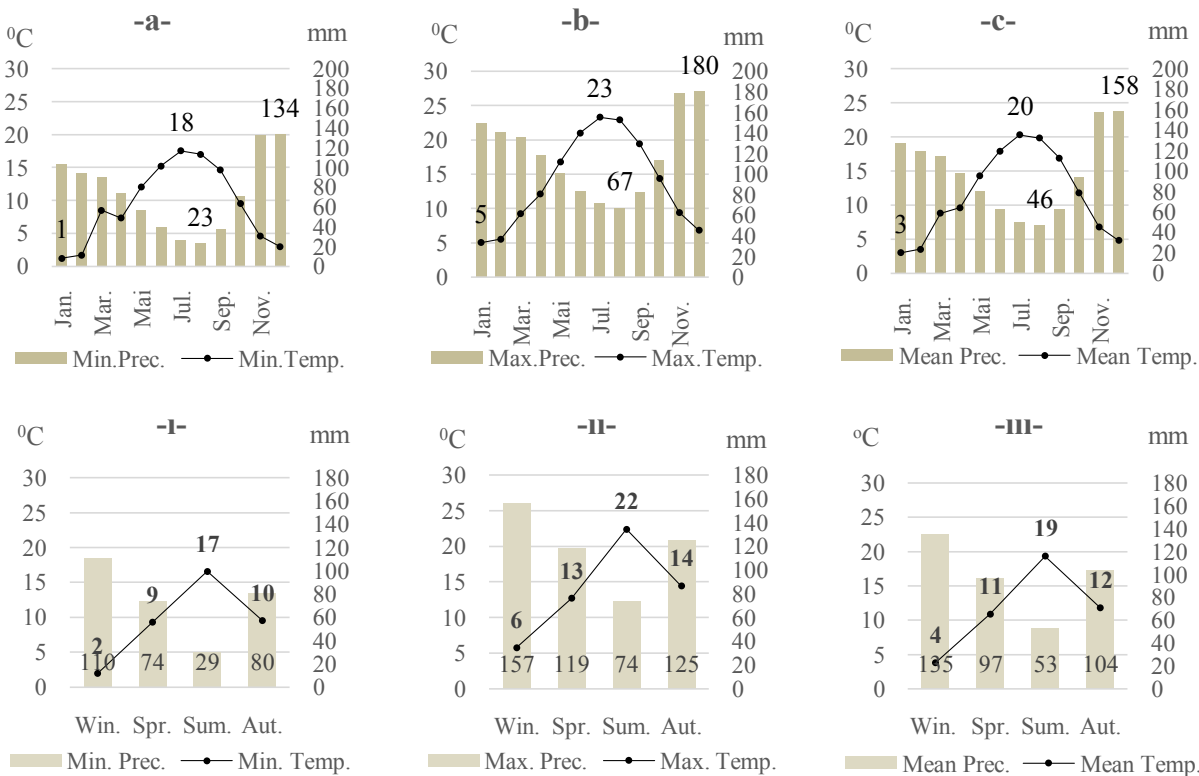 -a-
⁰C
mm
30
25
20
15
10
5
0
200
180
160
140
120
100
80
60
40
20
0
1
18
23
134
Jan.
Mar.
Mai
Jul.
Sep.
Nov.
Min.Prec.
Min.Temp.
-b-
⁰C
mm
30
25
20
15
10
5
0
200
180
160
140
120
100
80
60
40
20
0
5
23
67
180
Jan.
Mar.
Mai
Jul.
Sep.
Nov.
Max.Prec.
Max.Temp.
-c-
⁰C
mm
30
25
20
15
10
5
0
200
180
160
140
120
100
80
60
40
20
0
3
20
46
158
Jan.
Mar.
Mai
Jul.
Sep.
Nov.
Mean Prec.
Mean Temp.
-ı-
⁰C
mm
30
25
20
15
10
5
0
180
160
140
120
100
80
60
40
20
0
2
9
17
10
110
74
29
80
Win.
Spr.
Sum.
Aut.
Min. Prec.
Min. Temp.
-ıı-
⁰C
mm
30
25
20
15
10
5
0
180
160
140
120
100
80
60
40
20
0
6
13
22
14
157
119
74
125
Win.
Spr.
Sum.
Aut.
Max. Prec.
Max. Temp.
-ııı-
ºC
mm
30
25
20
15
10
5
0
180
160
140
120
100
80
60
40
20
0
4
11
19
12
135
97
53
104
Win.
Spr.
Sum.
Aut.
Mean Prec.
Mean Temp.